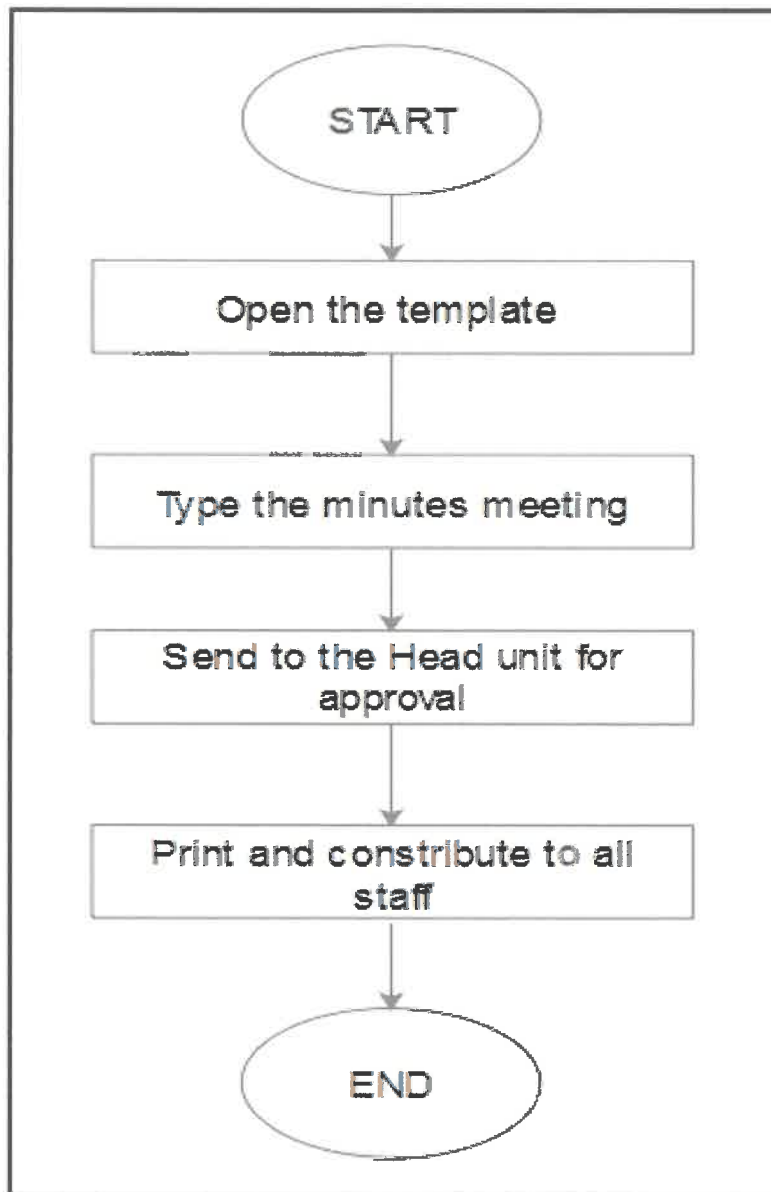 START
Open the template
Type the minutes meeting
Send to the Head unit for
approval
Print and constribute to all
staff
END